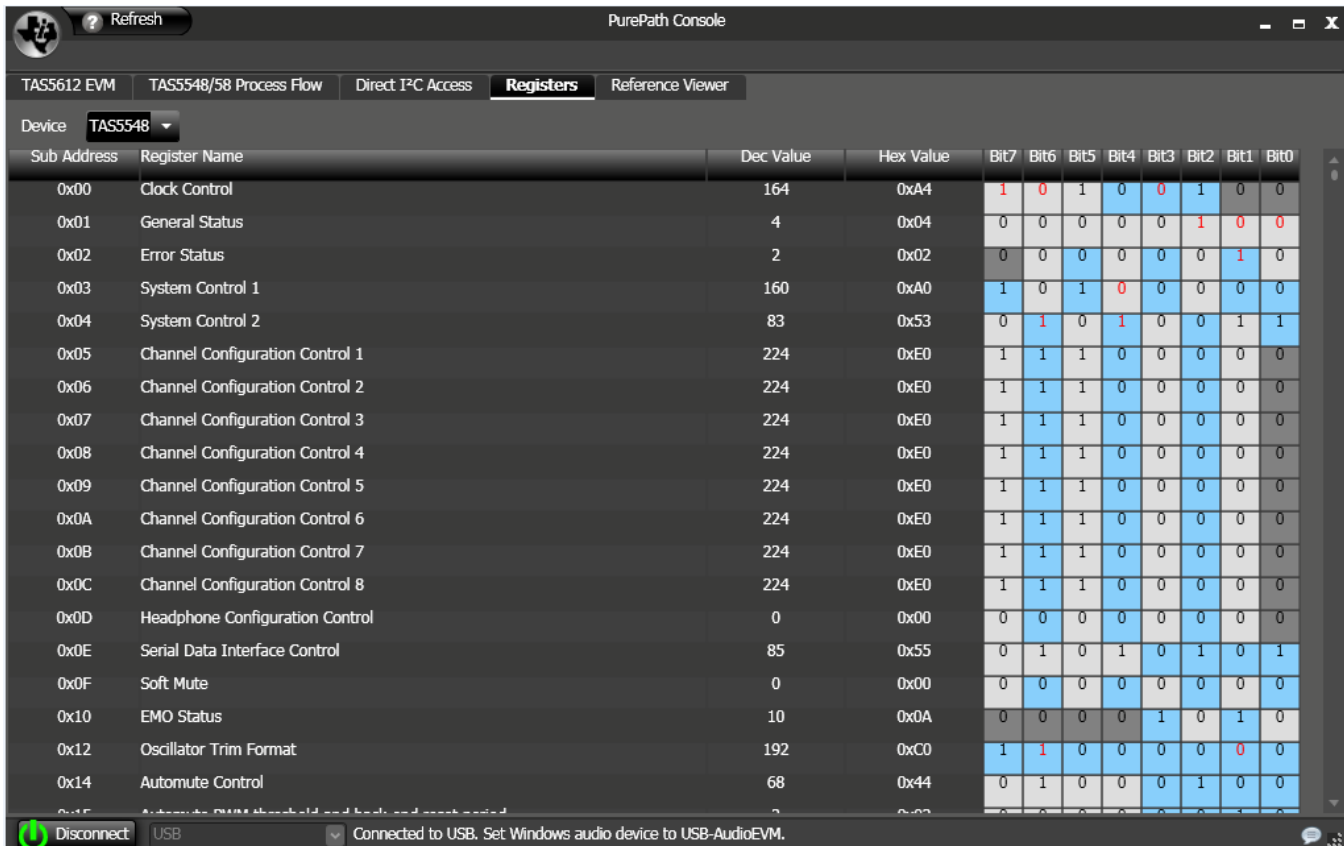 ? Refresh PurePath Console
TAS5612 EVM TAS5548/58 Process Flow Direct I²C Access Registers Reference Viewer
Device TAS5548
Sub Address Register Name Dec Value Hex Value Bit7 Bit6 Bit5 Bit4 Bit3 Bit2 Bit1 Bit0
0x00 Clock Control 164 0xA4 1 0 1 0 0 1 0 0
0x01 General Status 4 0x04 0 0 0 0 0 1 0 0
0x02 Error Status 2 0x02 0 0 0 0 0 0 1 0
0x03 System Control 1 160 0xA0 1 0 1 0 0 0 0 0
0x04 System Control 2 83 0x53 0 1 0 1 0 0 1 1
0x05 Channel Configuration Control 1 224 0xE0 1 1 1 0 0 0 0 0
0x06 Channel Configuration Control 2 224 0xE0 1 1 1 0 0 0 0 0
0x07 Channel Configuration Control 3 224 0xE0 1 1 1 0 0 0 0 0
0x08 Channel Configuration Control 4 224 0xE0 1 1 1 0 0 0 0 0
0x09 Channel Configuration Control 5 224 0xE0 1 1 1 0 0 0 0 0
0x0A Channel Configuration Control 6 224 0xE0 1 1 1 0 0 0 0 0
0x0B Channel Configuration Control 7 224 0xE0 1 1 1 0 0 0 0 0
0x0C Channel Configuration Control 8 224 0xE0 1 1 1 0 0 0 0 0
0x0D Headphone Configuration Control 0 0x00 0 0 0 0 0 0 0 0
0x0E Serial Data Interface Control 85 0x55 0 1 0 1 0 1 0 1
0x0F Soft Mute 0 0x00 0 0 0 0 0 0 0 0
0x10 EMO Status 10 0x0A 0 0 0 0 1 0 1 0
0x12 Oscillator Trim Format 192 0xC0 1 1 0 0 0 0 0 0
0x14 Automute Control 68 0x44 0 1 0 0 0 1 0 0
Automute PWM threshold and back-end reset period
Disconnect USB Connected to USB. Set Windows audio device to USB-AudioEVM.